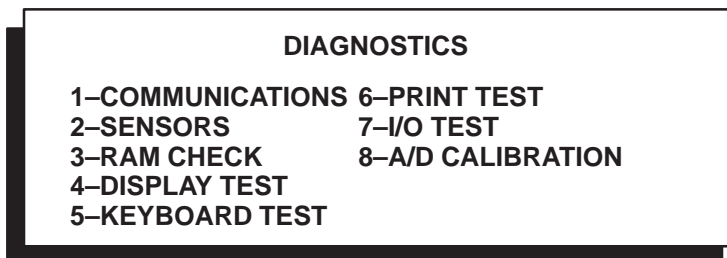 DIAGNOSTICS
1–COMMUNICATIONS 6–PRINT TEST
2–SENSORS 7–I/O TEST
3–RAM CHECK 8–A/D CALIBRATION
4–DISPLAY TEST
5–KEYBOARD TEST